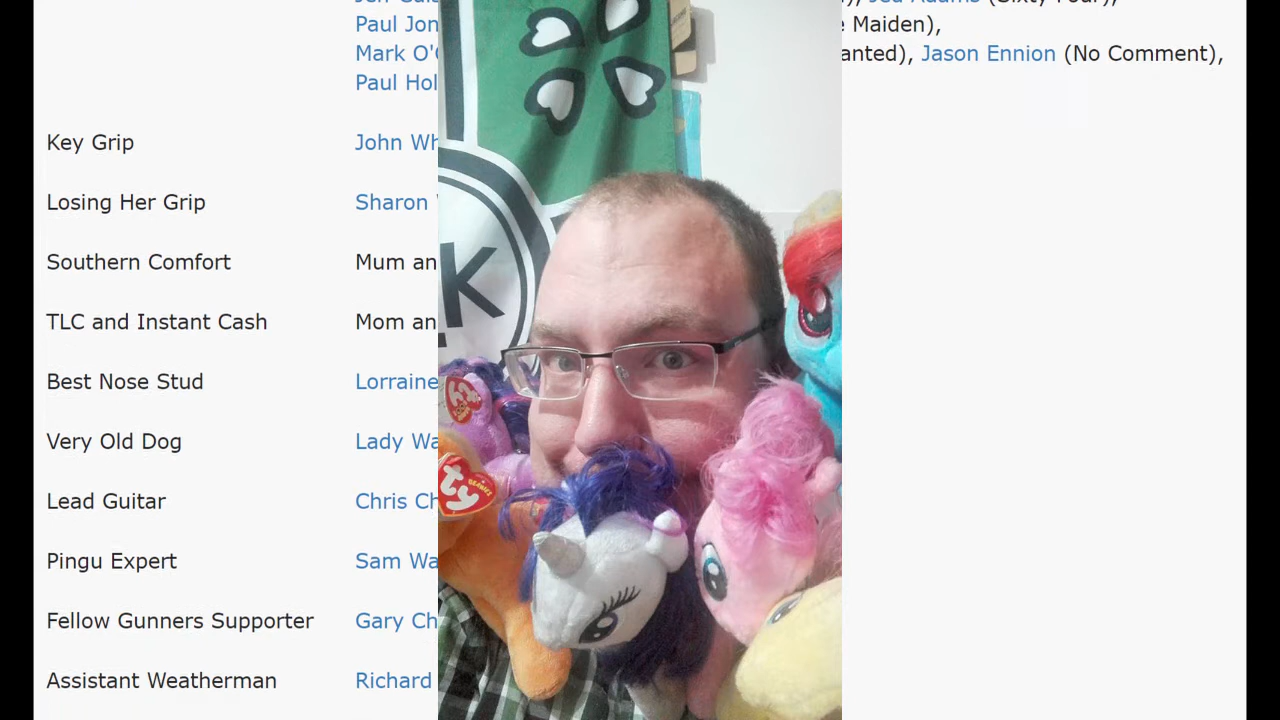 Paul Jon
e Maiden),
Mark O'
anted), Jason Ennion (No Comment),
Paul Hol
Key Grip John Wh
Losing Her Grip Sharon
Southern Comfort Mum an
TLC and Instant Cash Mom an
Best Nose Stud Lorraine
Very Old Dog Lady Wa
Lead Guitar Chris Ch
Pingu Expert Sam Wa
Fellow Gunners Supporter Gary Ch
Assistant Weatherman Richard
K
ty
BEANIES